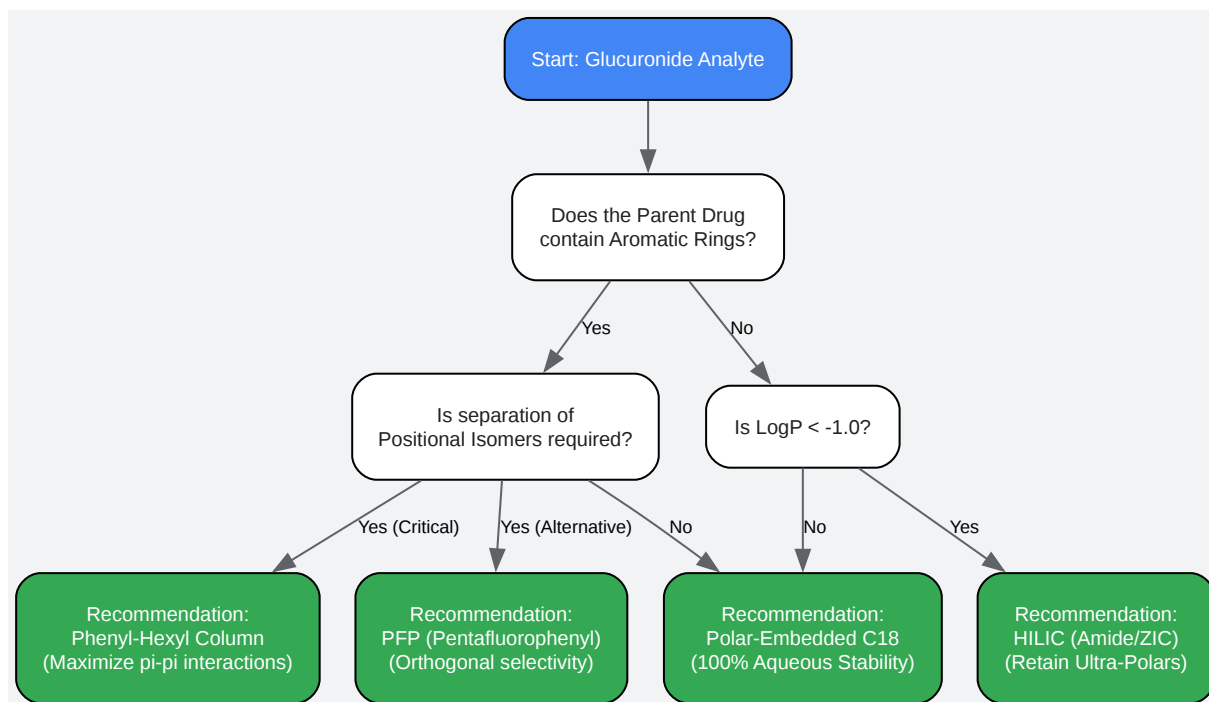 Start: Glucuronide Analyte
Does the Parent Drug
contain Aromatic Rings?
Yes
No
Is separation of
Positional Isomers required?
Is LogP < -1.0?
Yes (Critical)
Yes (Alternative)
No
No
Yes
Recommendation:
Phenyl-Hexyl Column
(Maximize pi-pi interactions)
Recommendation:
PFP (Pentafluorophenyl)
(Orthogonal selectivity)
Recommendation:
Polar-Embedded C18
(100% Aqueous Stability)
Recommendation:
HILIC (Amide/ZIC)
(Retain Ultra-Polars)